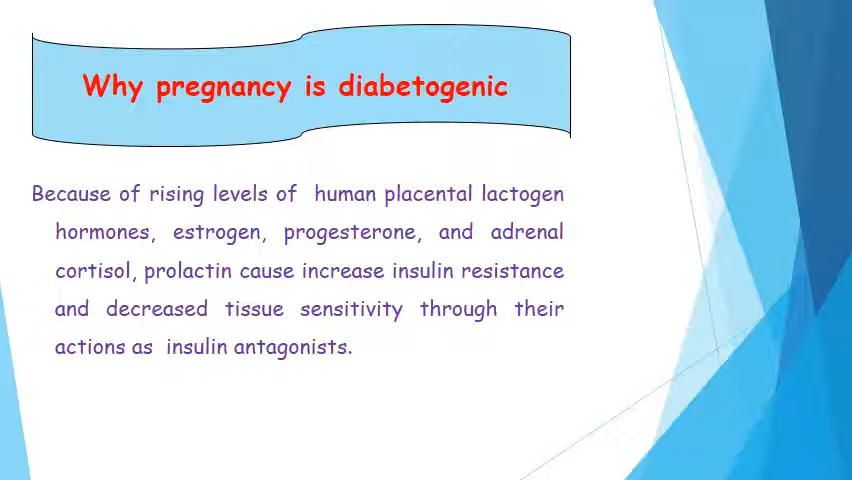 Why pregnancy is diabetogenic
Because of rising levels of human placental lactogen
hormones, estrogen, progesterone, and adrenal
cortisol, prolactin cause increase insulin resistance
and decreased tissue sensitivity through their
actions as insulin antagonists.